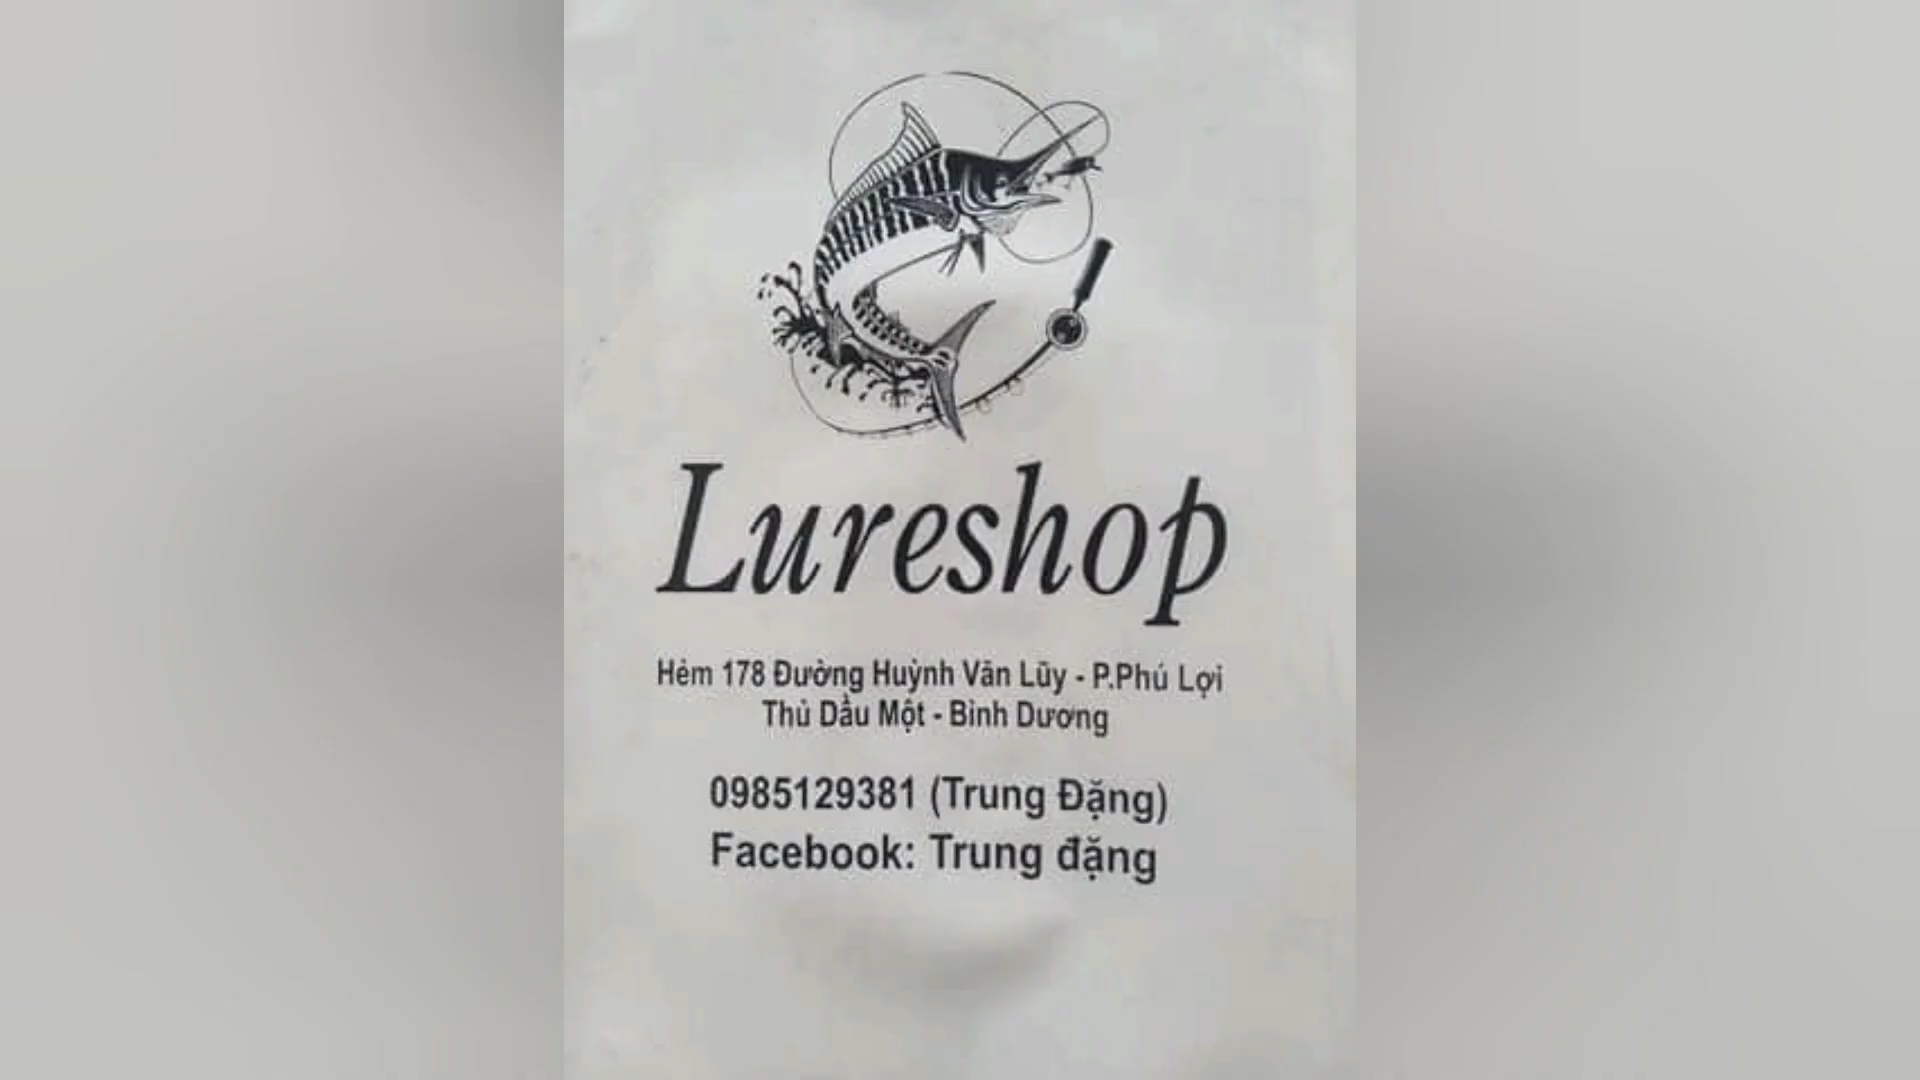 Lureshop
Hẻm 178 Đường Huỳnh Văn Lũy - P.Phú Lợi
Thủ Dầu Một - Bình Dương
0985129381 (Trung Đặng)
Facebook: Trung đặng